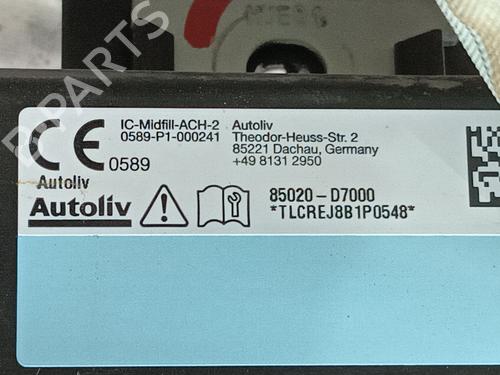 B-PARTS
CE 0589
IC-Midfill-ACH-2
0589-P1-000241
Autoliv
Theodor-Heuss-Str. 2
85221 Dachau, Germany
+49 8131 2950
Autoliv
Autoliv
85020-D7000
*TLCREJ8B1P0548*